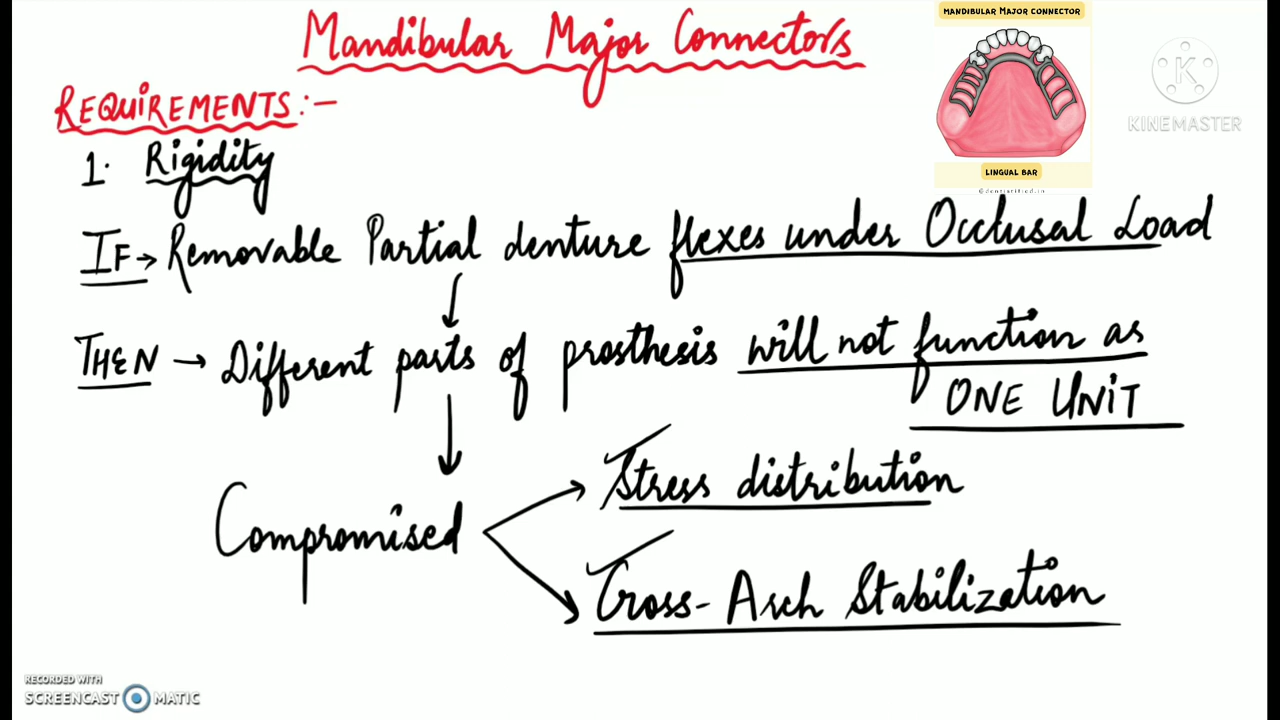 Mandibular Major Connectors
MANDIBULAR MAJOR CONNECTOR
K
KINEMASTER
LINGUAL BAR
@dentistified.in
REQUIREMENTS:-
1. Rigidity
IF → Removable Partial denture flexes under Occlusal Load
THEN → Different parts of prosthesis will not function as
ONE UNIT
Compromised
Stress distribution
Cross-Arch Stabilization
RECORDED WITH
SCREENCAST MATIC